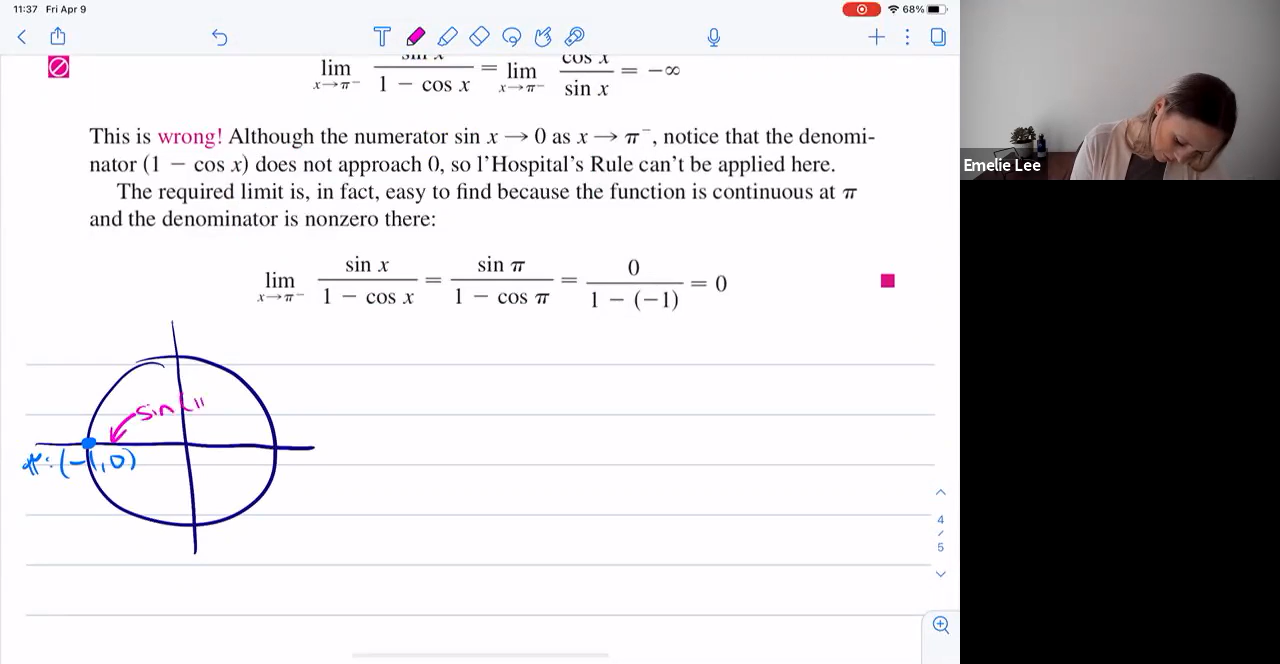 11:37 Fri Apr 9
68%
lim sin x / 1 − cos x = lim cos x / sin x = −∞
x→π⁻ x→π⁻
This is wrong! Although the numerator sin x → 0 as x → π⁻, notice that the denomi-
nator (1 − cos x) does not approach 0, so l’Hospital’s Rule can’t be applied here.
The required limit is, in fact, easy to find because the function is continuous at π
and the denominator is nonzero there:
lim sin x / 1 − cos x = sin π / 1 − cos π = 0 / 1 − (−1) = 0
x→π⁻
sin
π: (-1,0)
4
/
5
Emelie Lee